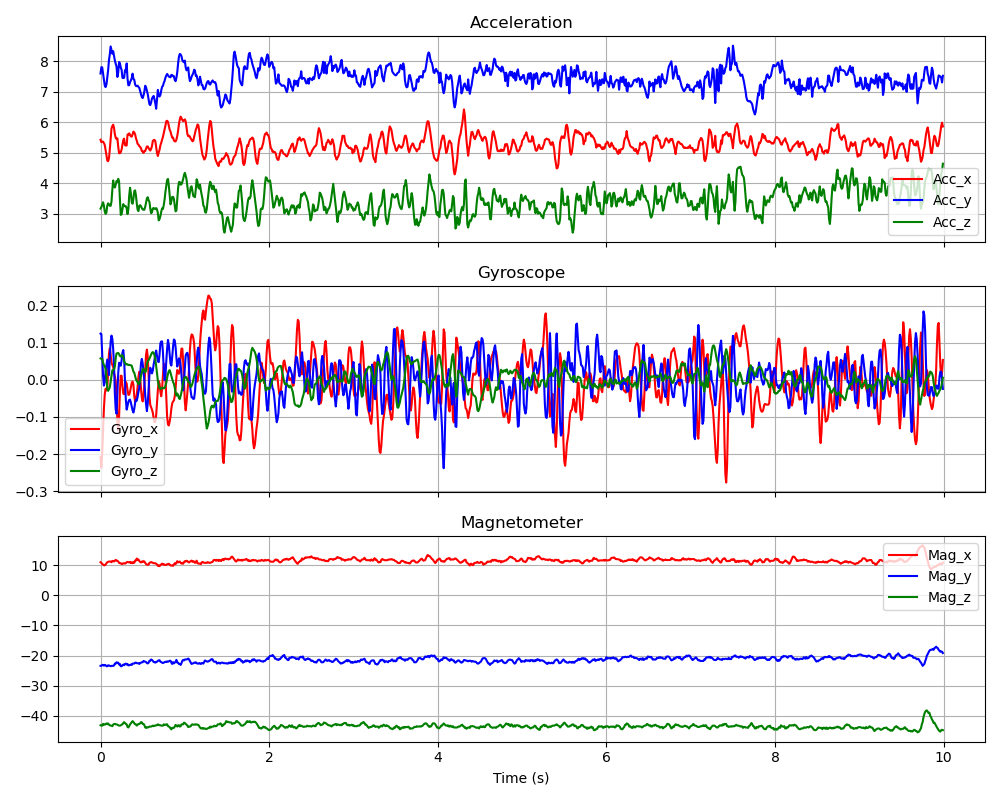 Acceleration
8
7
6
5
4
3
Acc_x
Acc_y
Acc_z
Gyroscope
0.2
0.1
0.0
−0.1
−0.2
−0.3
Gyro_x
Gyro_y
Gyro_z
Magnetometer
10
0
−10
−20
−30
−40
Mag_x
Mag_y
Mag_z
0 2 4 6 8 10
Time (s)